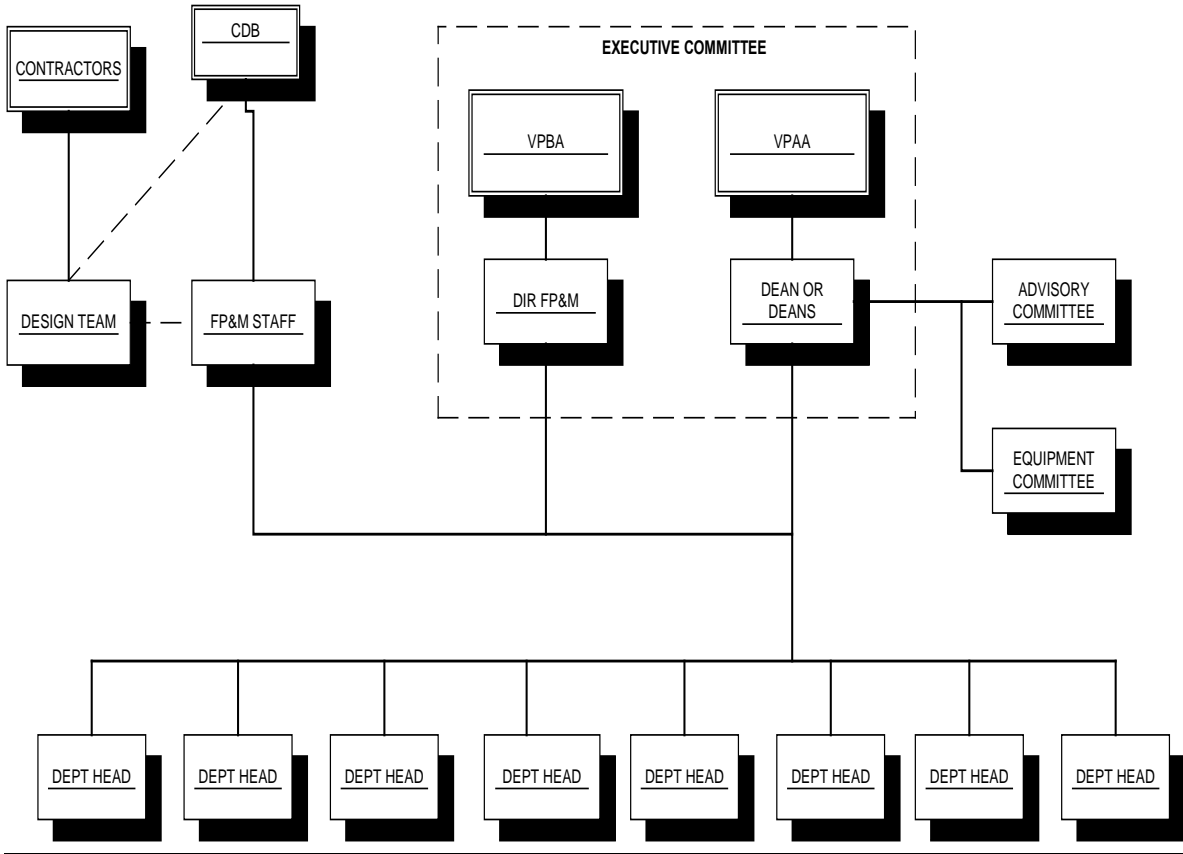 CDB
EXECUTIVE COMMITTEE
CONTRACTORS
VPBA
VPAA
DESIGN TEAM
FP&M STAFF
DIR FP&M
DEAN OR
DEANS
ADVISORY
COMMITTEE
EQUIPMENT
COMMITTEE
DEPT HEAD
DEPT HEAD
DEPT HEAD
DEPT HEAD
DEPT HEAD
DEPT HEAD
DEPT HEAD
DEPT HEAD